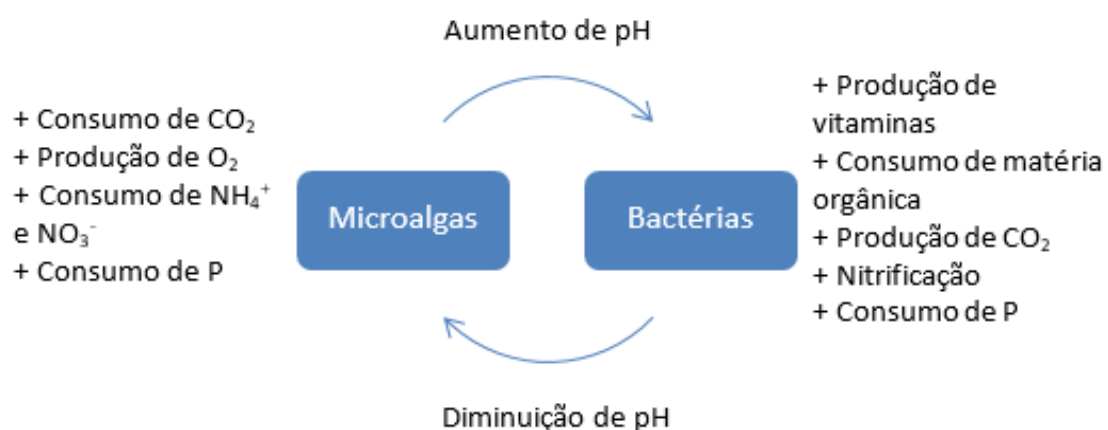 Aumento de pH
+ Consumo de CO₂
+ Produção de O₂
+ Consumo de NH₄⁺
e NO₃⁻
+ Consumo de P
Microalgas
Bactérias
+ Produção de
vitaminas
+ Consumo de matéria
orgânica
+ Produção de CO₂
+ Nitrificação
+ Consumo de P
Diminuição de pH